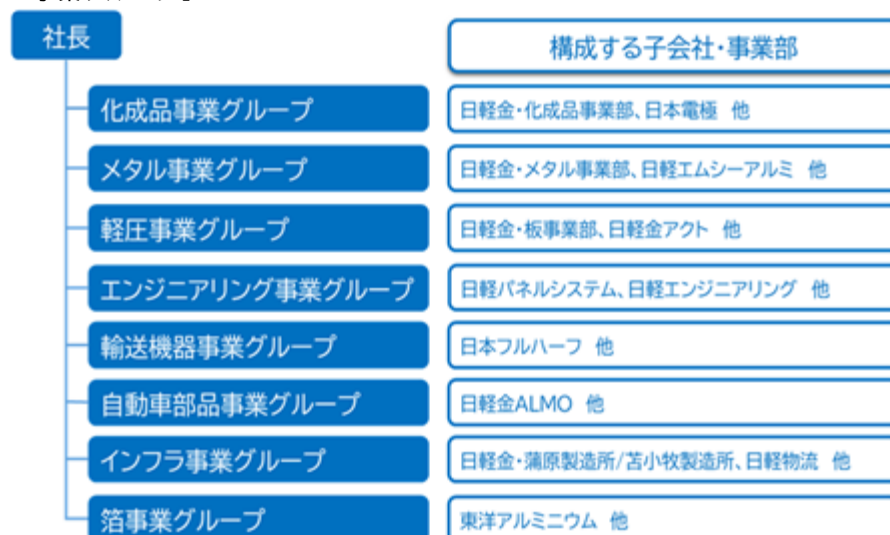 社長
構成する子会社・事業部
化成品事業グループ
日経金・化成品事業部、日本電極 他
メタル事業グループ
日軽金・メタル事業部、日軽エムシーアルミ 他
軽圧事業グループ
日軽金・板事業部、日軽金アクト 他
エンジニアリング事業グループ
日軽パネルシステム、日軽エンジニアリング 他
輸送機器事業グループ
日本フルハーフ 他
自動車部品事業グループ
日軽金ALMO 他
インフラ事業グループ
日軽金・蒲原製造所/苫小牧製造所、日軽物流 他
箔事業グループ
東洋アルミニウム 他